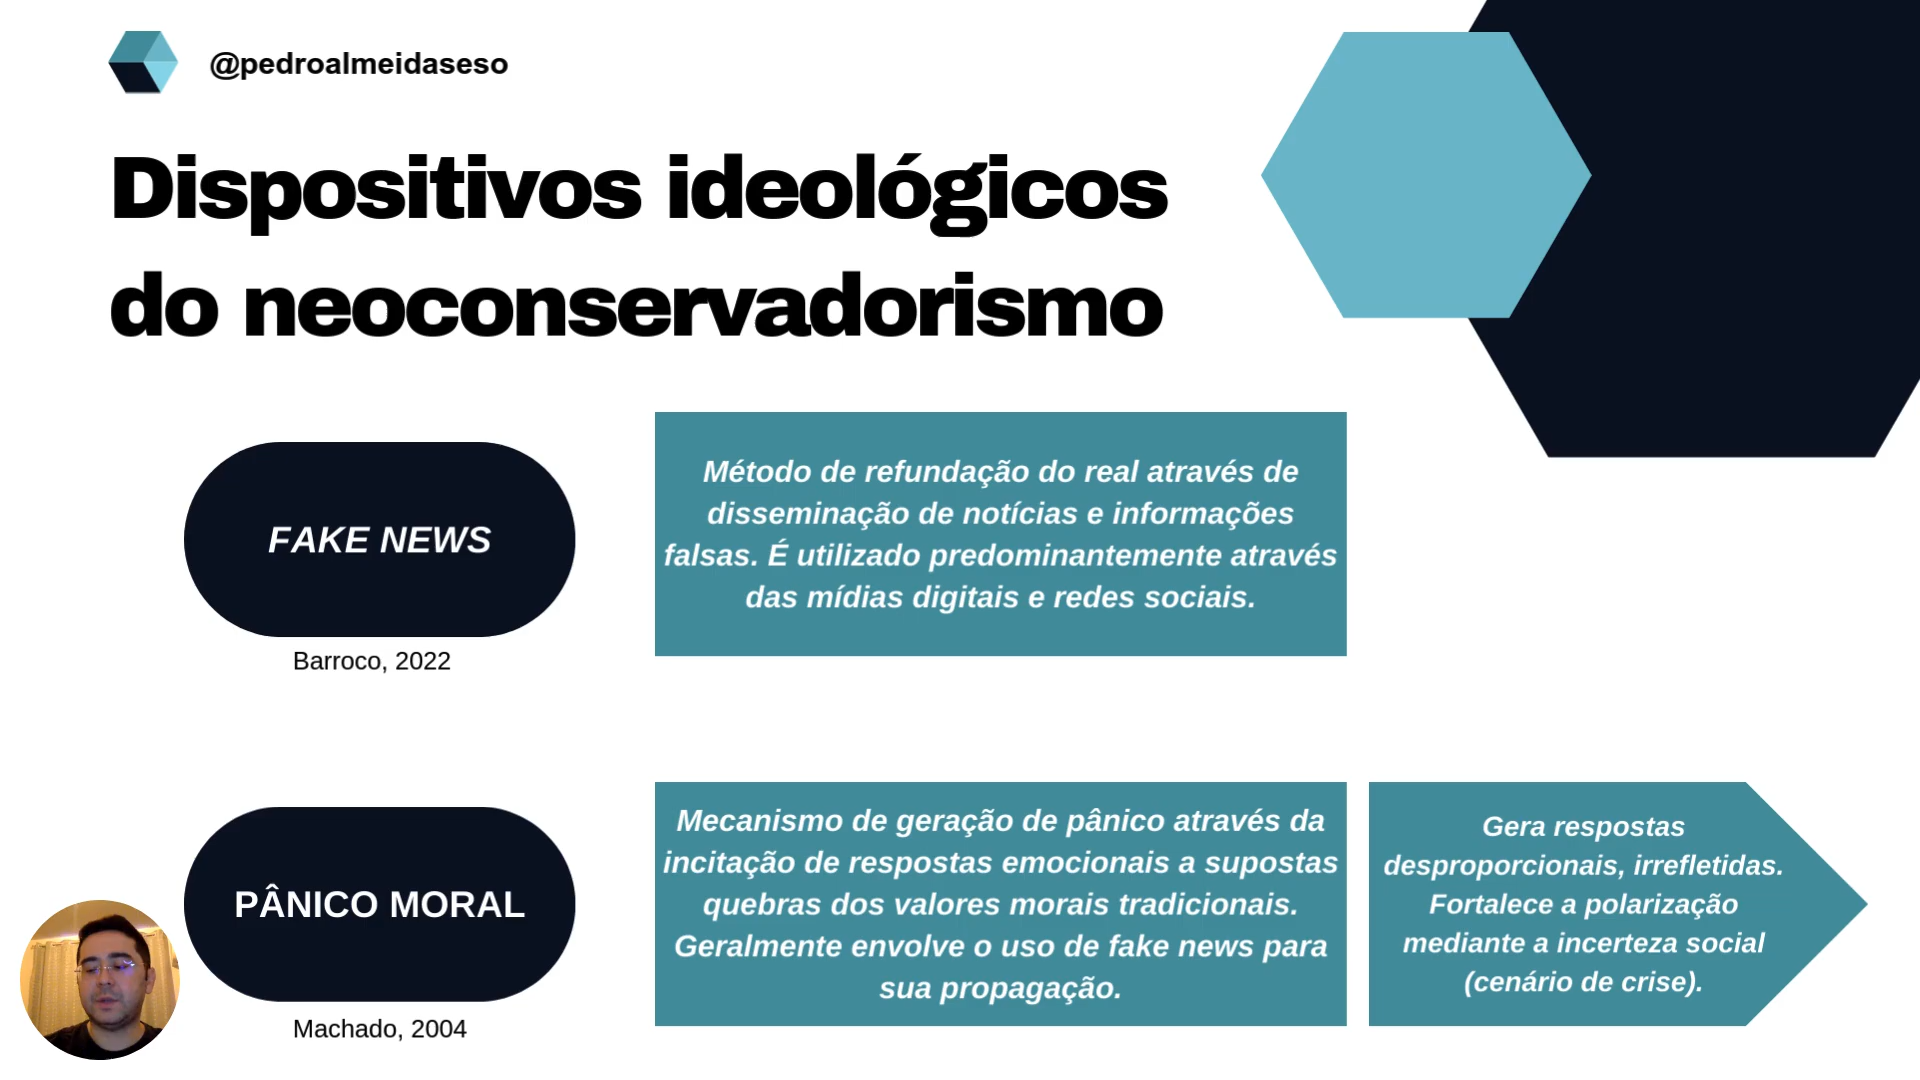 @pedroalmeidaseso
Dispositivos ideológicos
do neoconservadorismo
FAKE NEWS
Barroco, 2022
Método de refundação do real através de
disseminação de notícias e informações
falsas. É utilizado predominantemente através
das mídias digitais e redes sociais.
PÂNICO MORAL
Machado, 2004
Mecanismo de geração de pânico através da
incitação de respostas emocionais a supostas
quebras dos valores morais tradicionais.
Geralmente envolve o uso de fake news para
sua propagação.
Gera respostas
desproporcionais, irrefletidas.
Fortalece a polarização
mediante a incerteza social
(cenário de crise).